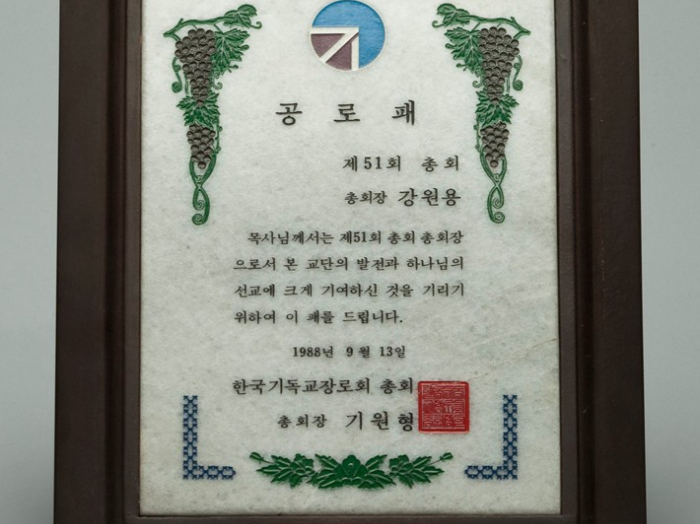 공 로 패
제51회 총회
총회장 강원용
목사님께서는 제51회 총회 총회장
으로서 본 교단의 발전과 하나님의
선교에 크게 기여하신 것을 기리기
위하여 이 패를 드립니다.
1988년 9월 13일
한국기독교장로회 총회
총회장 기원형